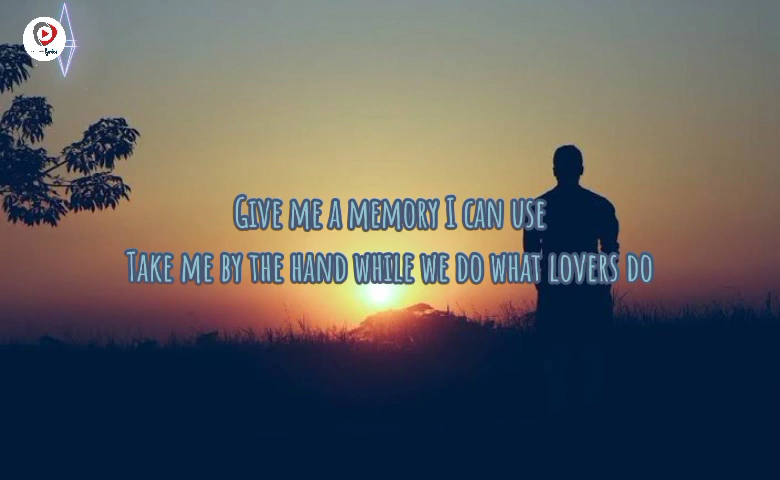 Give me a memory I can use
Take me by the hand while we do what lovers do